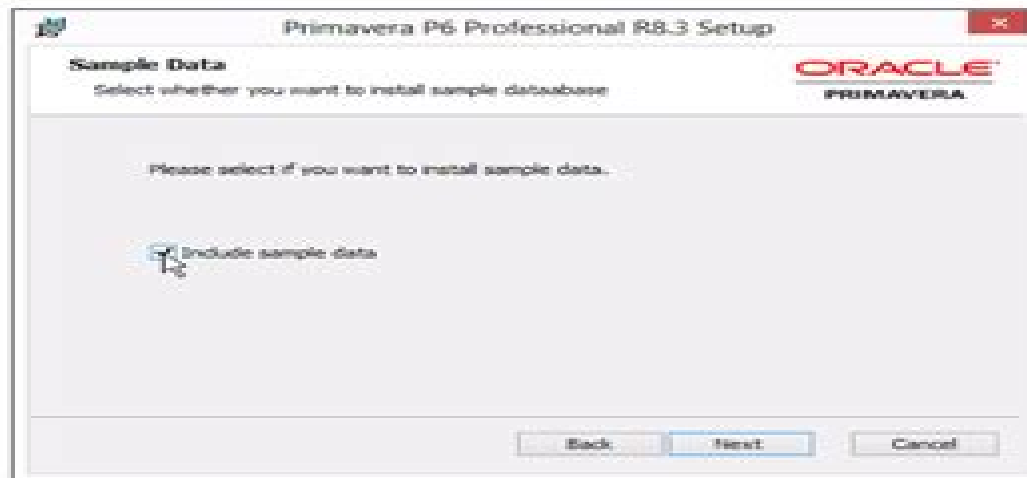 Primavera P6 Professional R8.3 Setup
Sample Data
Select whether you want to install sample dataabase
ORACLE
PRIMAVERA
Please select if you want to install sample data.
Include sample data
Back
Next
Cancel